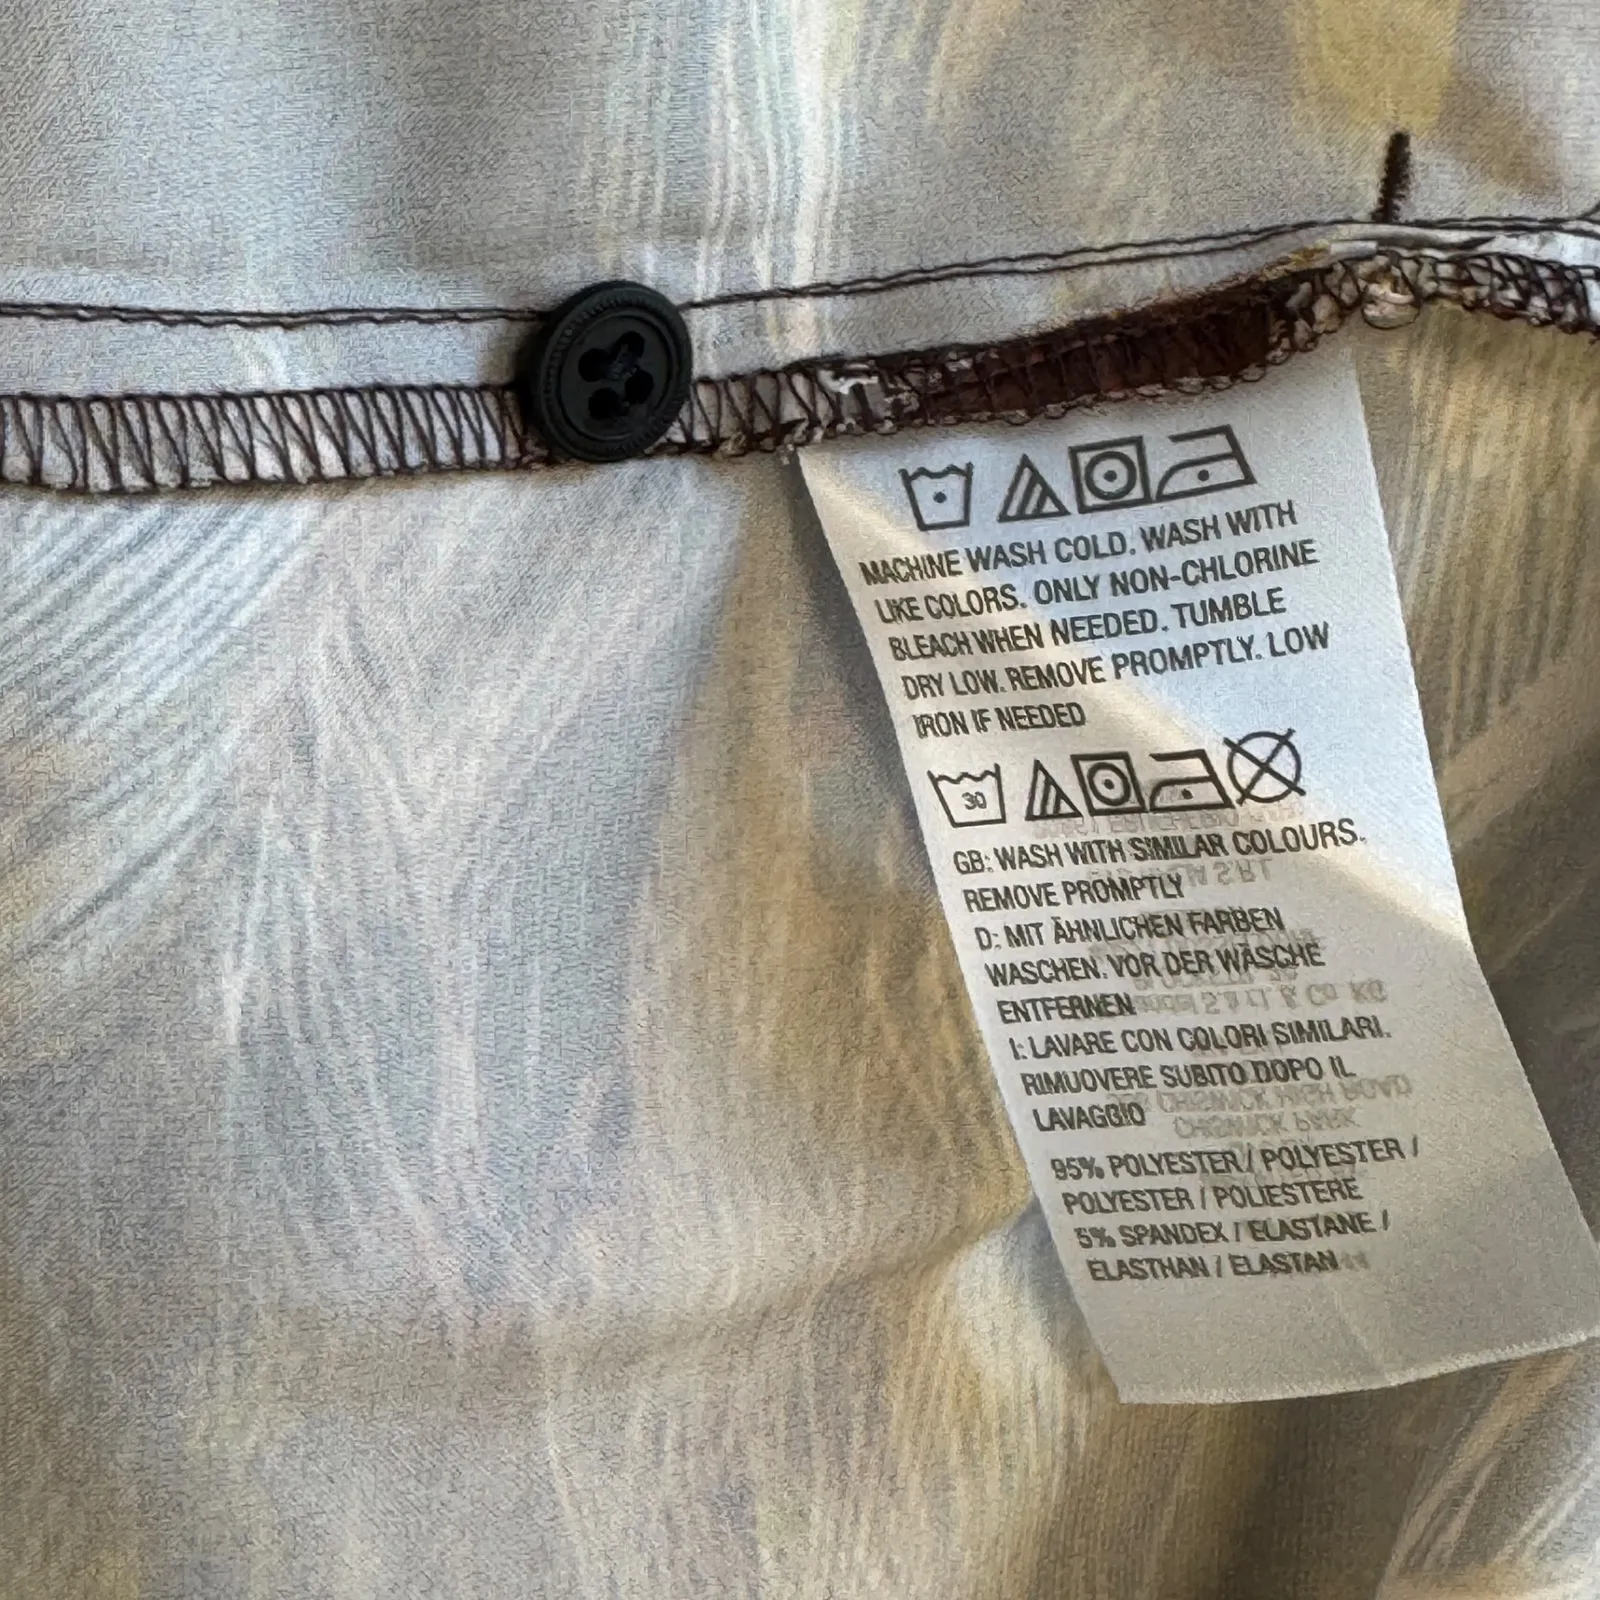 MACHINE WASH COLD. WASH WITH
LIKE COLORS. ONLY NON-CHLORINE
BLEACH WHEN NEEDED. TUMBLE
DRY LOW. REMOVE PROMPTLY. LOW
IRON IF NEEDED
30
GB: WASH WITH SIMILAR COLOURS.
REMOVE PROMPTLY
D: MIT ÄHNLICHEN FARBEN
WASCHEN. VOR DER WÄSCHE
ENTFERNEN
I: LAVARE CON COLORI SIMILARI.
RIMUOVERE SUBITO DOPO IL
LAVAGGIO
95% POLYESTER / POLYESTER /
POLYESTER / POLIESTERE
5% SPANDEX / ELASTANE /
ELASTHAN / ELASTAN